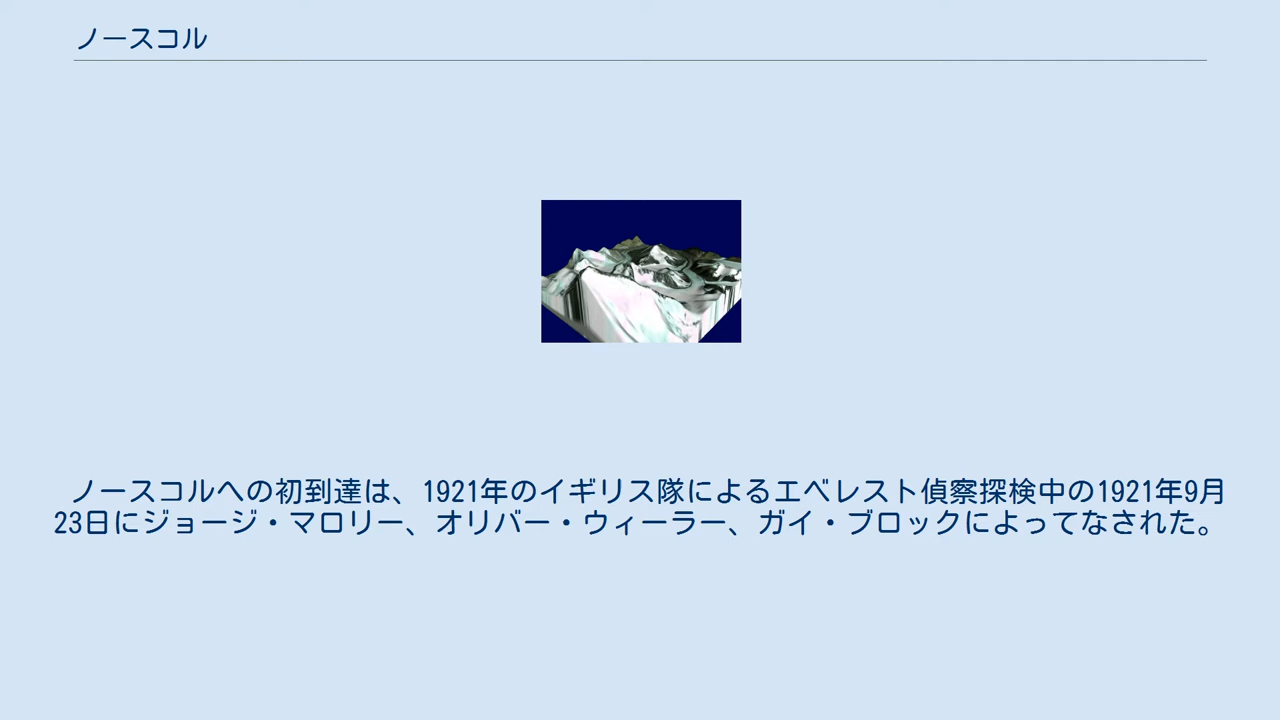 ノースコル
ノースコルへの初到達は、1921年のイギリス隊によるエベレスト偵察探検中の1921年9月
23日にジョージ・マロリー、オリバー・ウィーラー、ガイ・ブロックによってなされた。